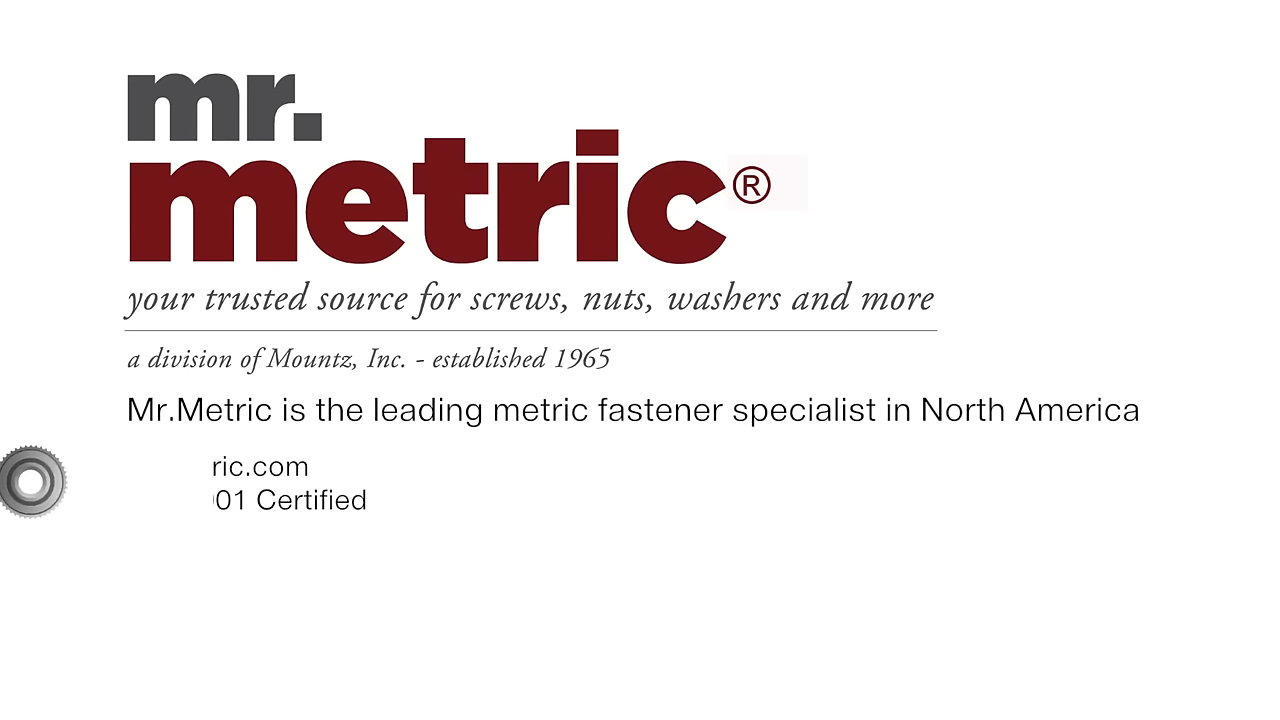 mr.
metric®
your trusted source for screws, nuts, washers and more
a division of Mountz, Inc. - established 1965
Mr.Metric is the leading metric fastener specialist in North America
ric.com
01 Certified